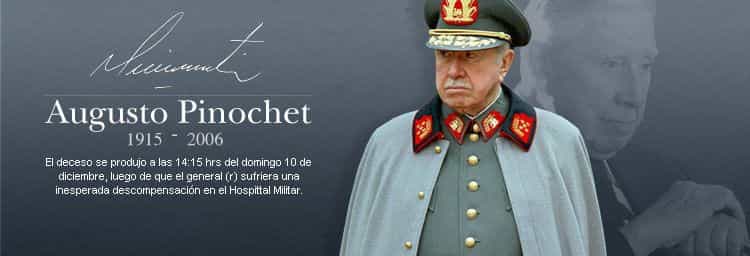 Augusto Pinochet
1915 - 2006
El deceso se produjo a las 14:15 hrs del domingo 10 de
diciembre, luego de que el general (r) sufriera una
inesperada descompensación en el Hospittal Militar.